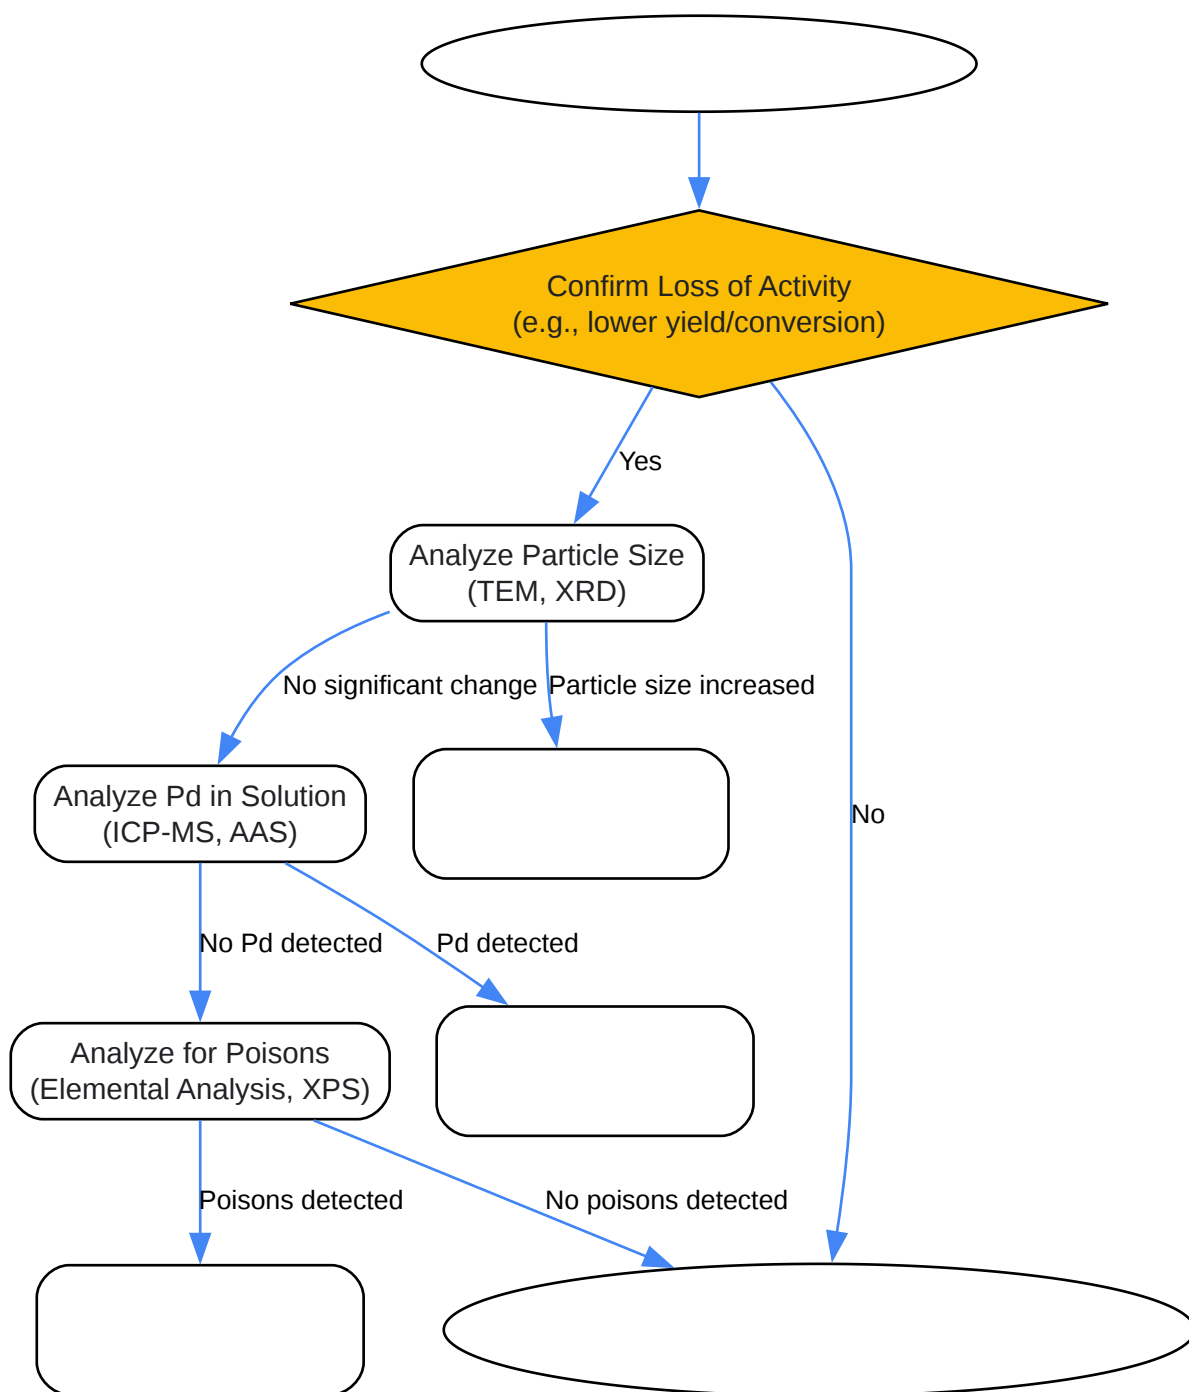 Confirm Loss of Activity
(e.g., lower yield/conversion)
Yes
Analyze Particle Size
(TEM, XRD)
No significant change
Particle size increased
Analyze Pd in Solution
(ICP-MS, AAS)
No
No Pd detected
Pd detected
Analyze for Poisons
(Elemental Analysis, XPS)
Poisons detected
No poisons detected